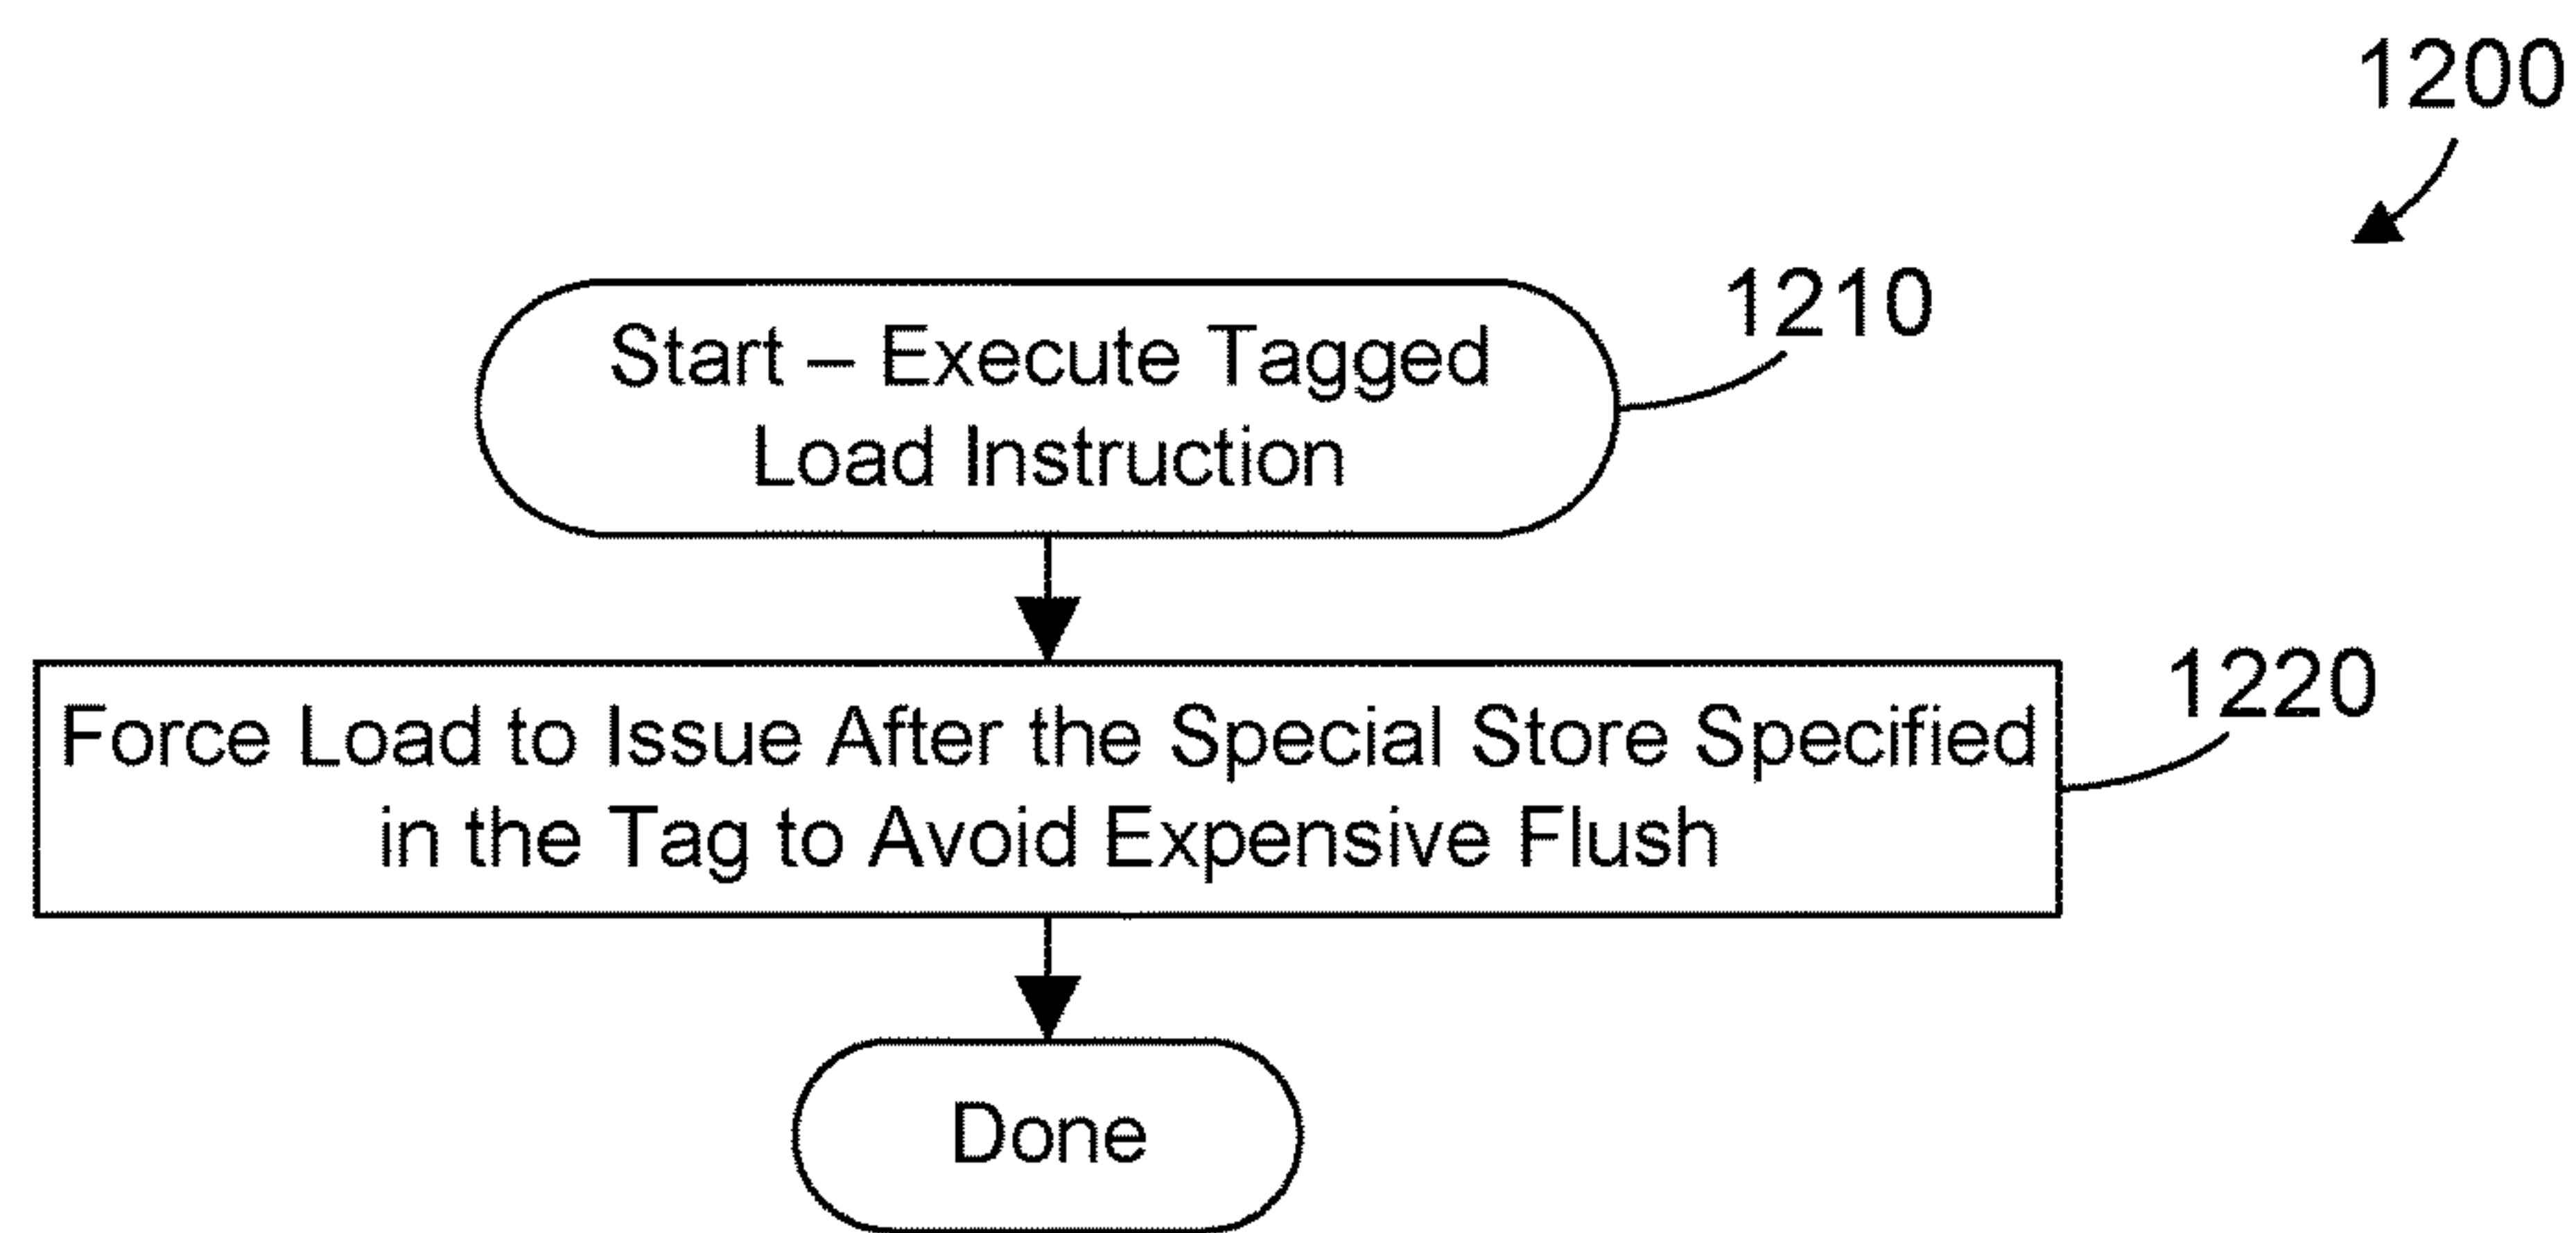 1200
1210
Start – Execute Tagged
Load Instruction
1220
Force Load to Issue After the Special Store Specified
in the Tag to Avoid Expensive Flush
Done